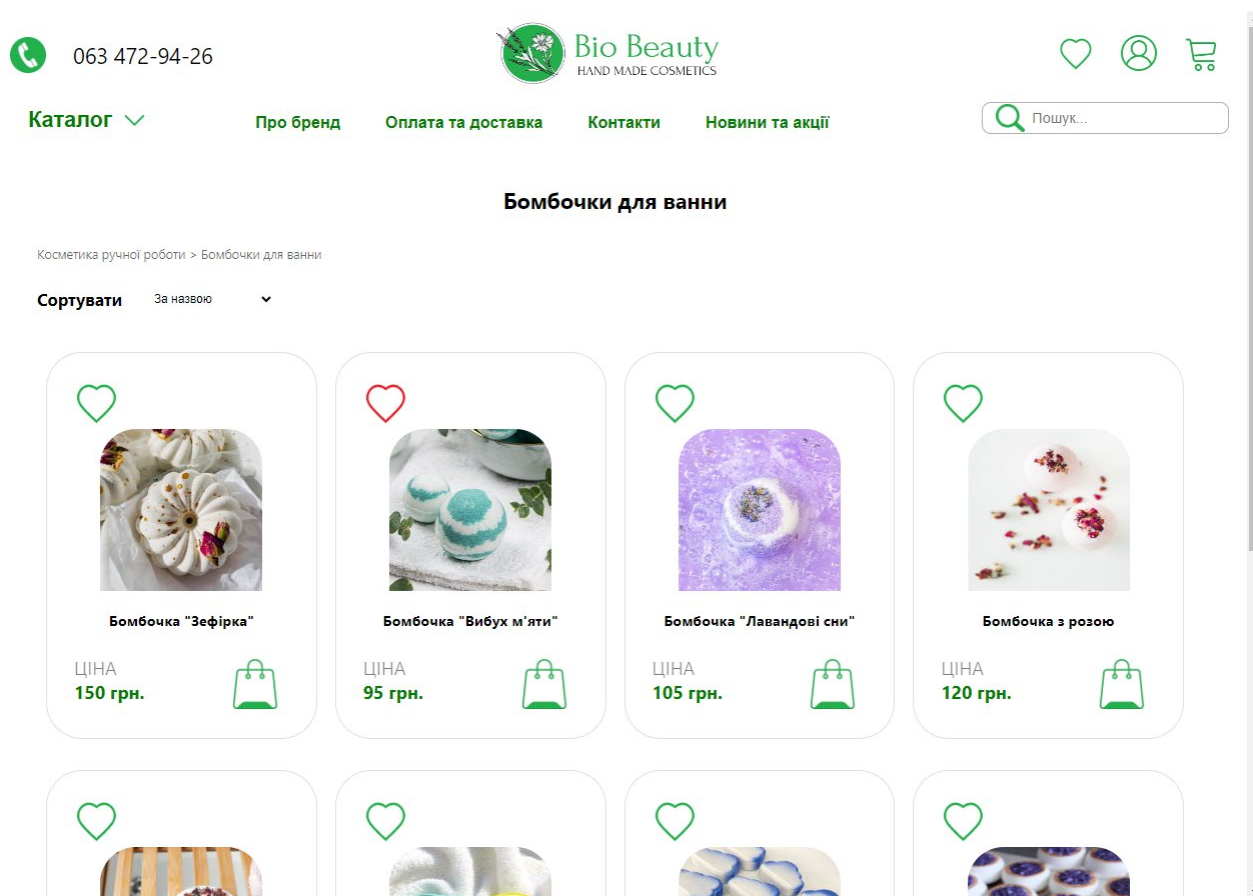 063 472-94-26
Bio Beauty
HAND MADE COSMETICS
Каталог
Про бренд
Оплата та доставка
Контакти
Новини та акції
Пошук...
Бомбочки для ванни
Косметика ручної роботи > Бомбочки для ванни
Сортувати
За назвою
Бомбочка "Зефірка"
ЦІНА
150 грн.
Бомбочка "Вибух м'яти"
ЦІНА
95 грн.
Бомбочка "Лавандові сни"
ЦІНА
105 грн.
Бомбочка з розою
ЦІНА
120 грн.